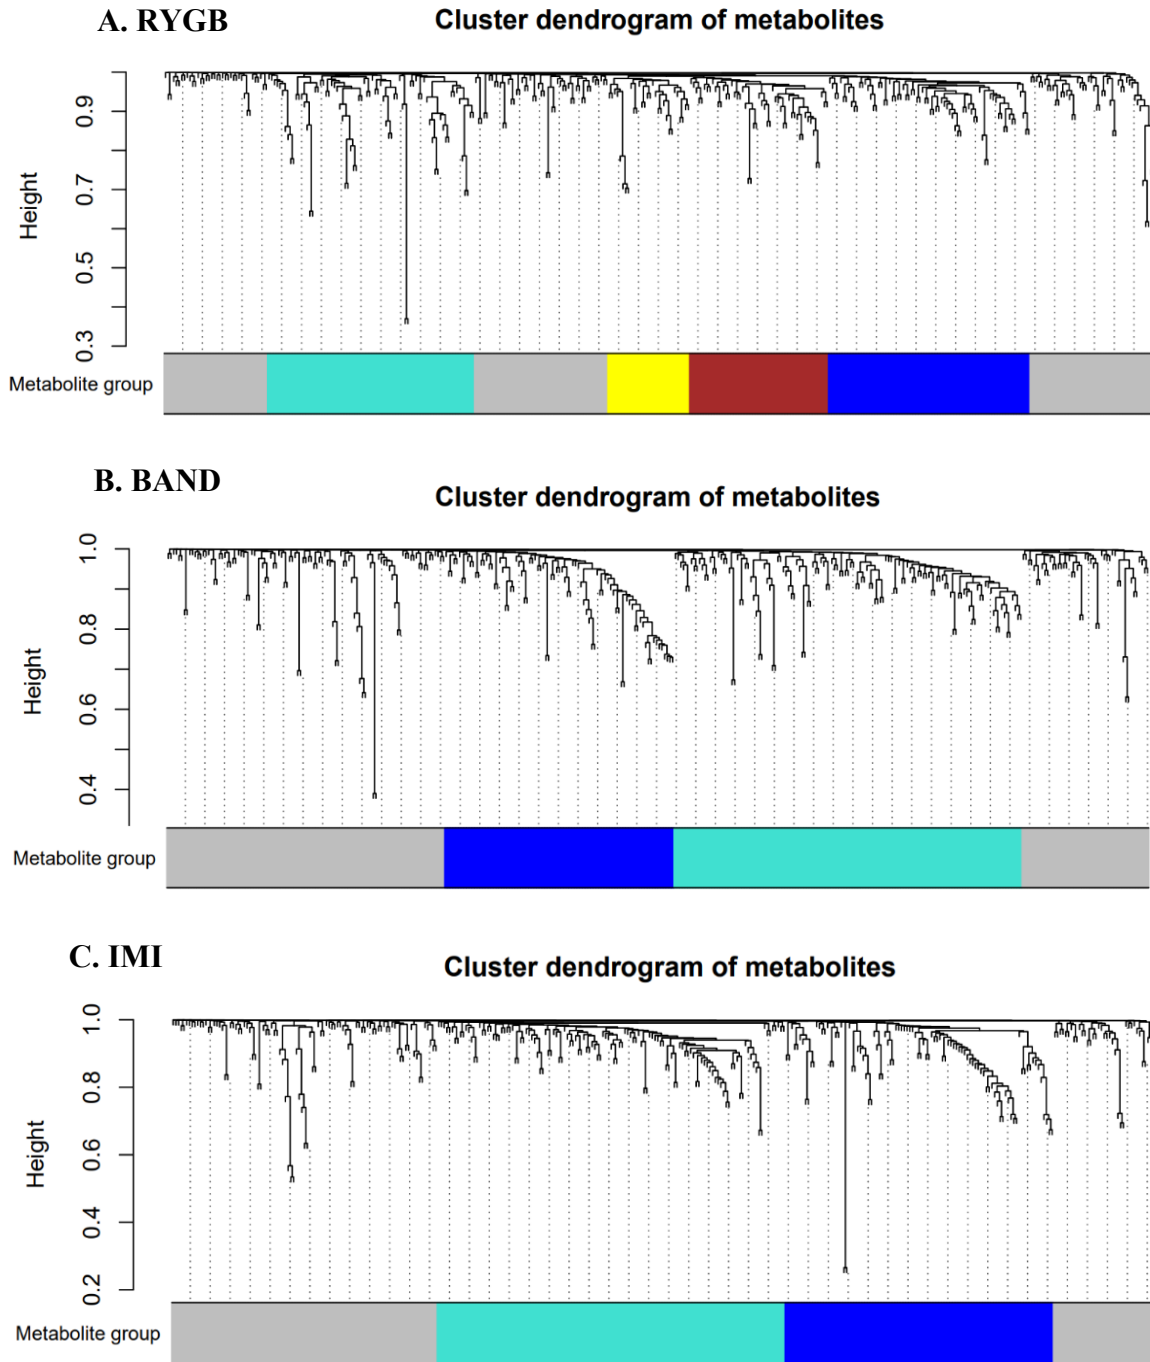 A. RYGB
Cluster dendrogram of metabolites
Height
0.9
0.7
0.5
0.3
Metabolite group
B. BAND
Cluster dendrogram of metabolites
Height
1.0
0.8
0.6
0.4
Metabolite group
C. IMI
Cluster dendrogram of metabolites
Height
1.0
0.8
0.6
0.4
0.2
Metabolite group